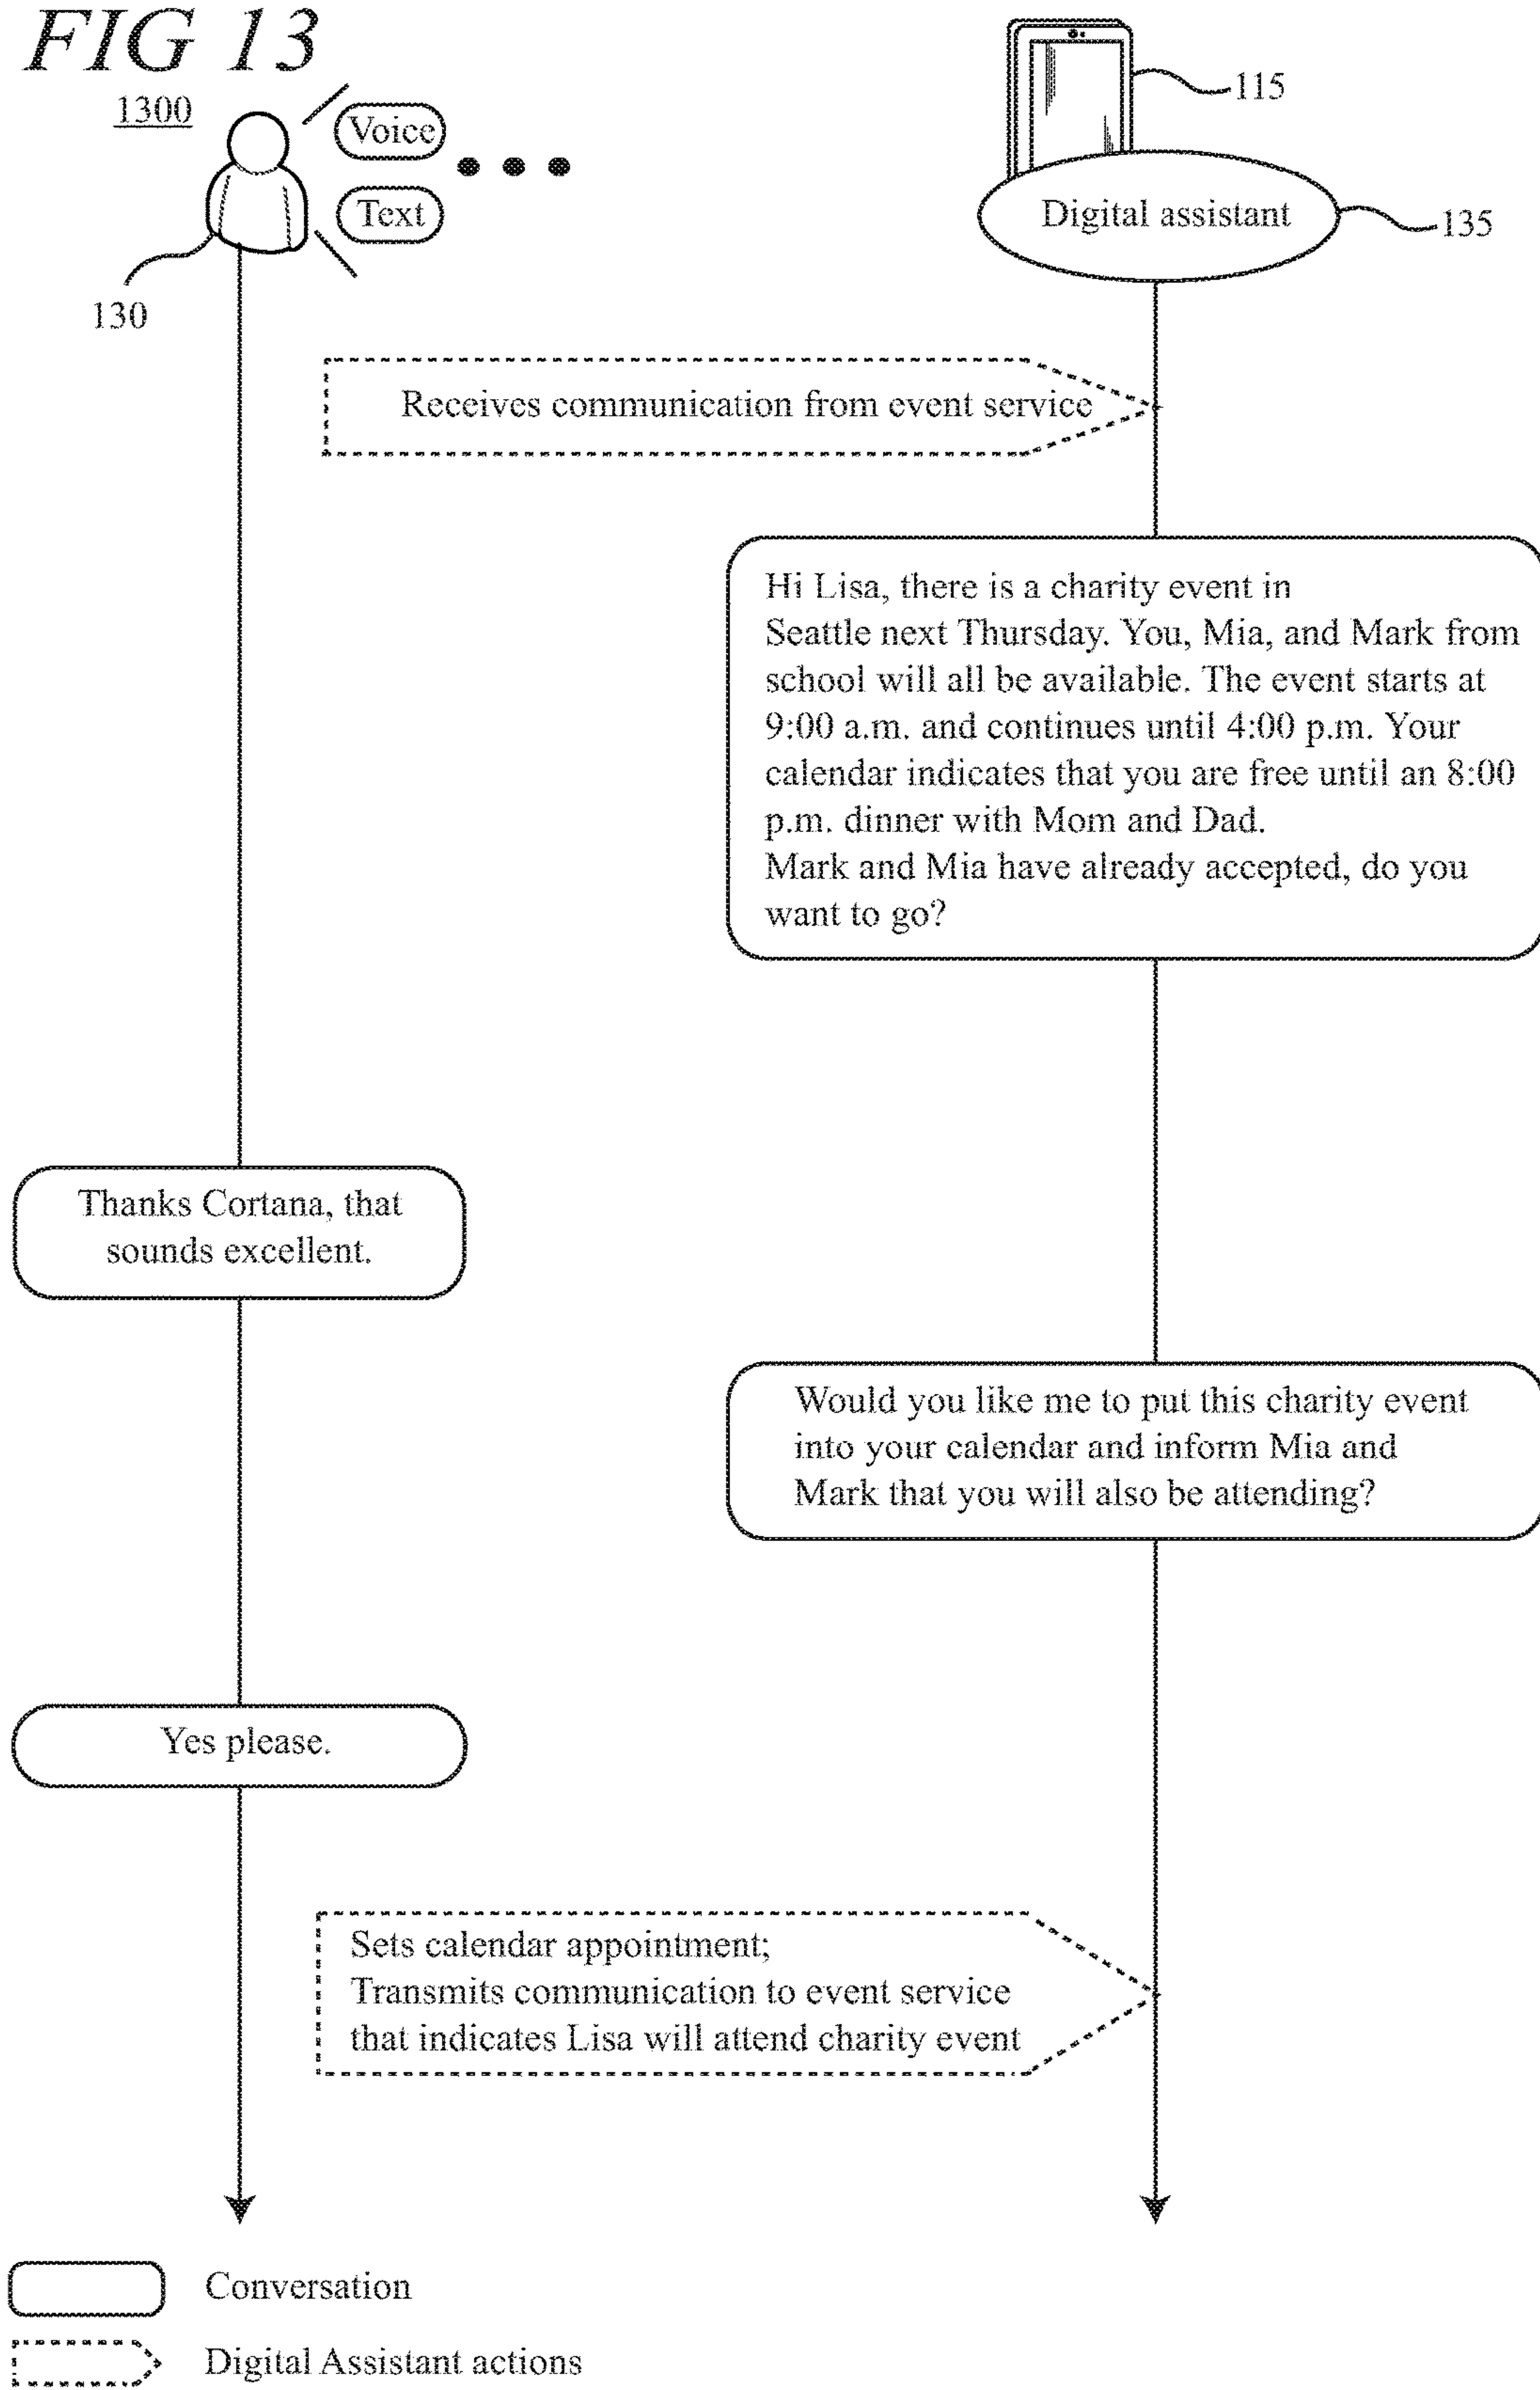 FIG 13
1300
Voice
Text
130
115
Digital assistant
135
Receives communication from event service
Hi Lisa, there is a charity event in
Seattle next Thursday. You, Mia, and Mark from
school will all be available. The event starts at
9:00 a.m. and continues until 4:00 p.m. Your
calendar indicates that you are free until an 8:00
p.m. dinner with Mom and Dad.
Mark and Mia have already accepted, do you
want to go?
Thanks Cortana, that
sounds excellent.
Would you like me to put this charity event
into your calendar and inform Mia and
Mark that you will also be attending?
Yes please.
Sets calendar appointment;
Transmits communication to event service
that indicates Lisa will attend charity event
Conversation
Digital Assistant actions